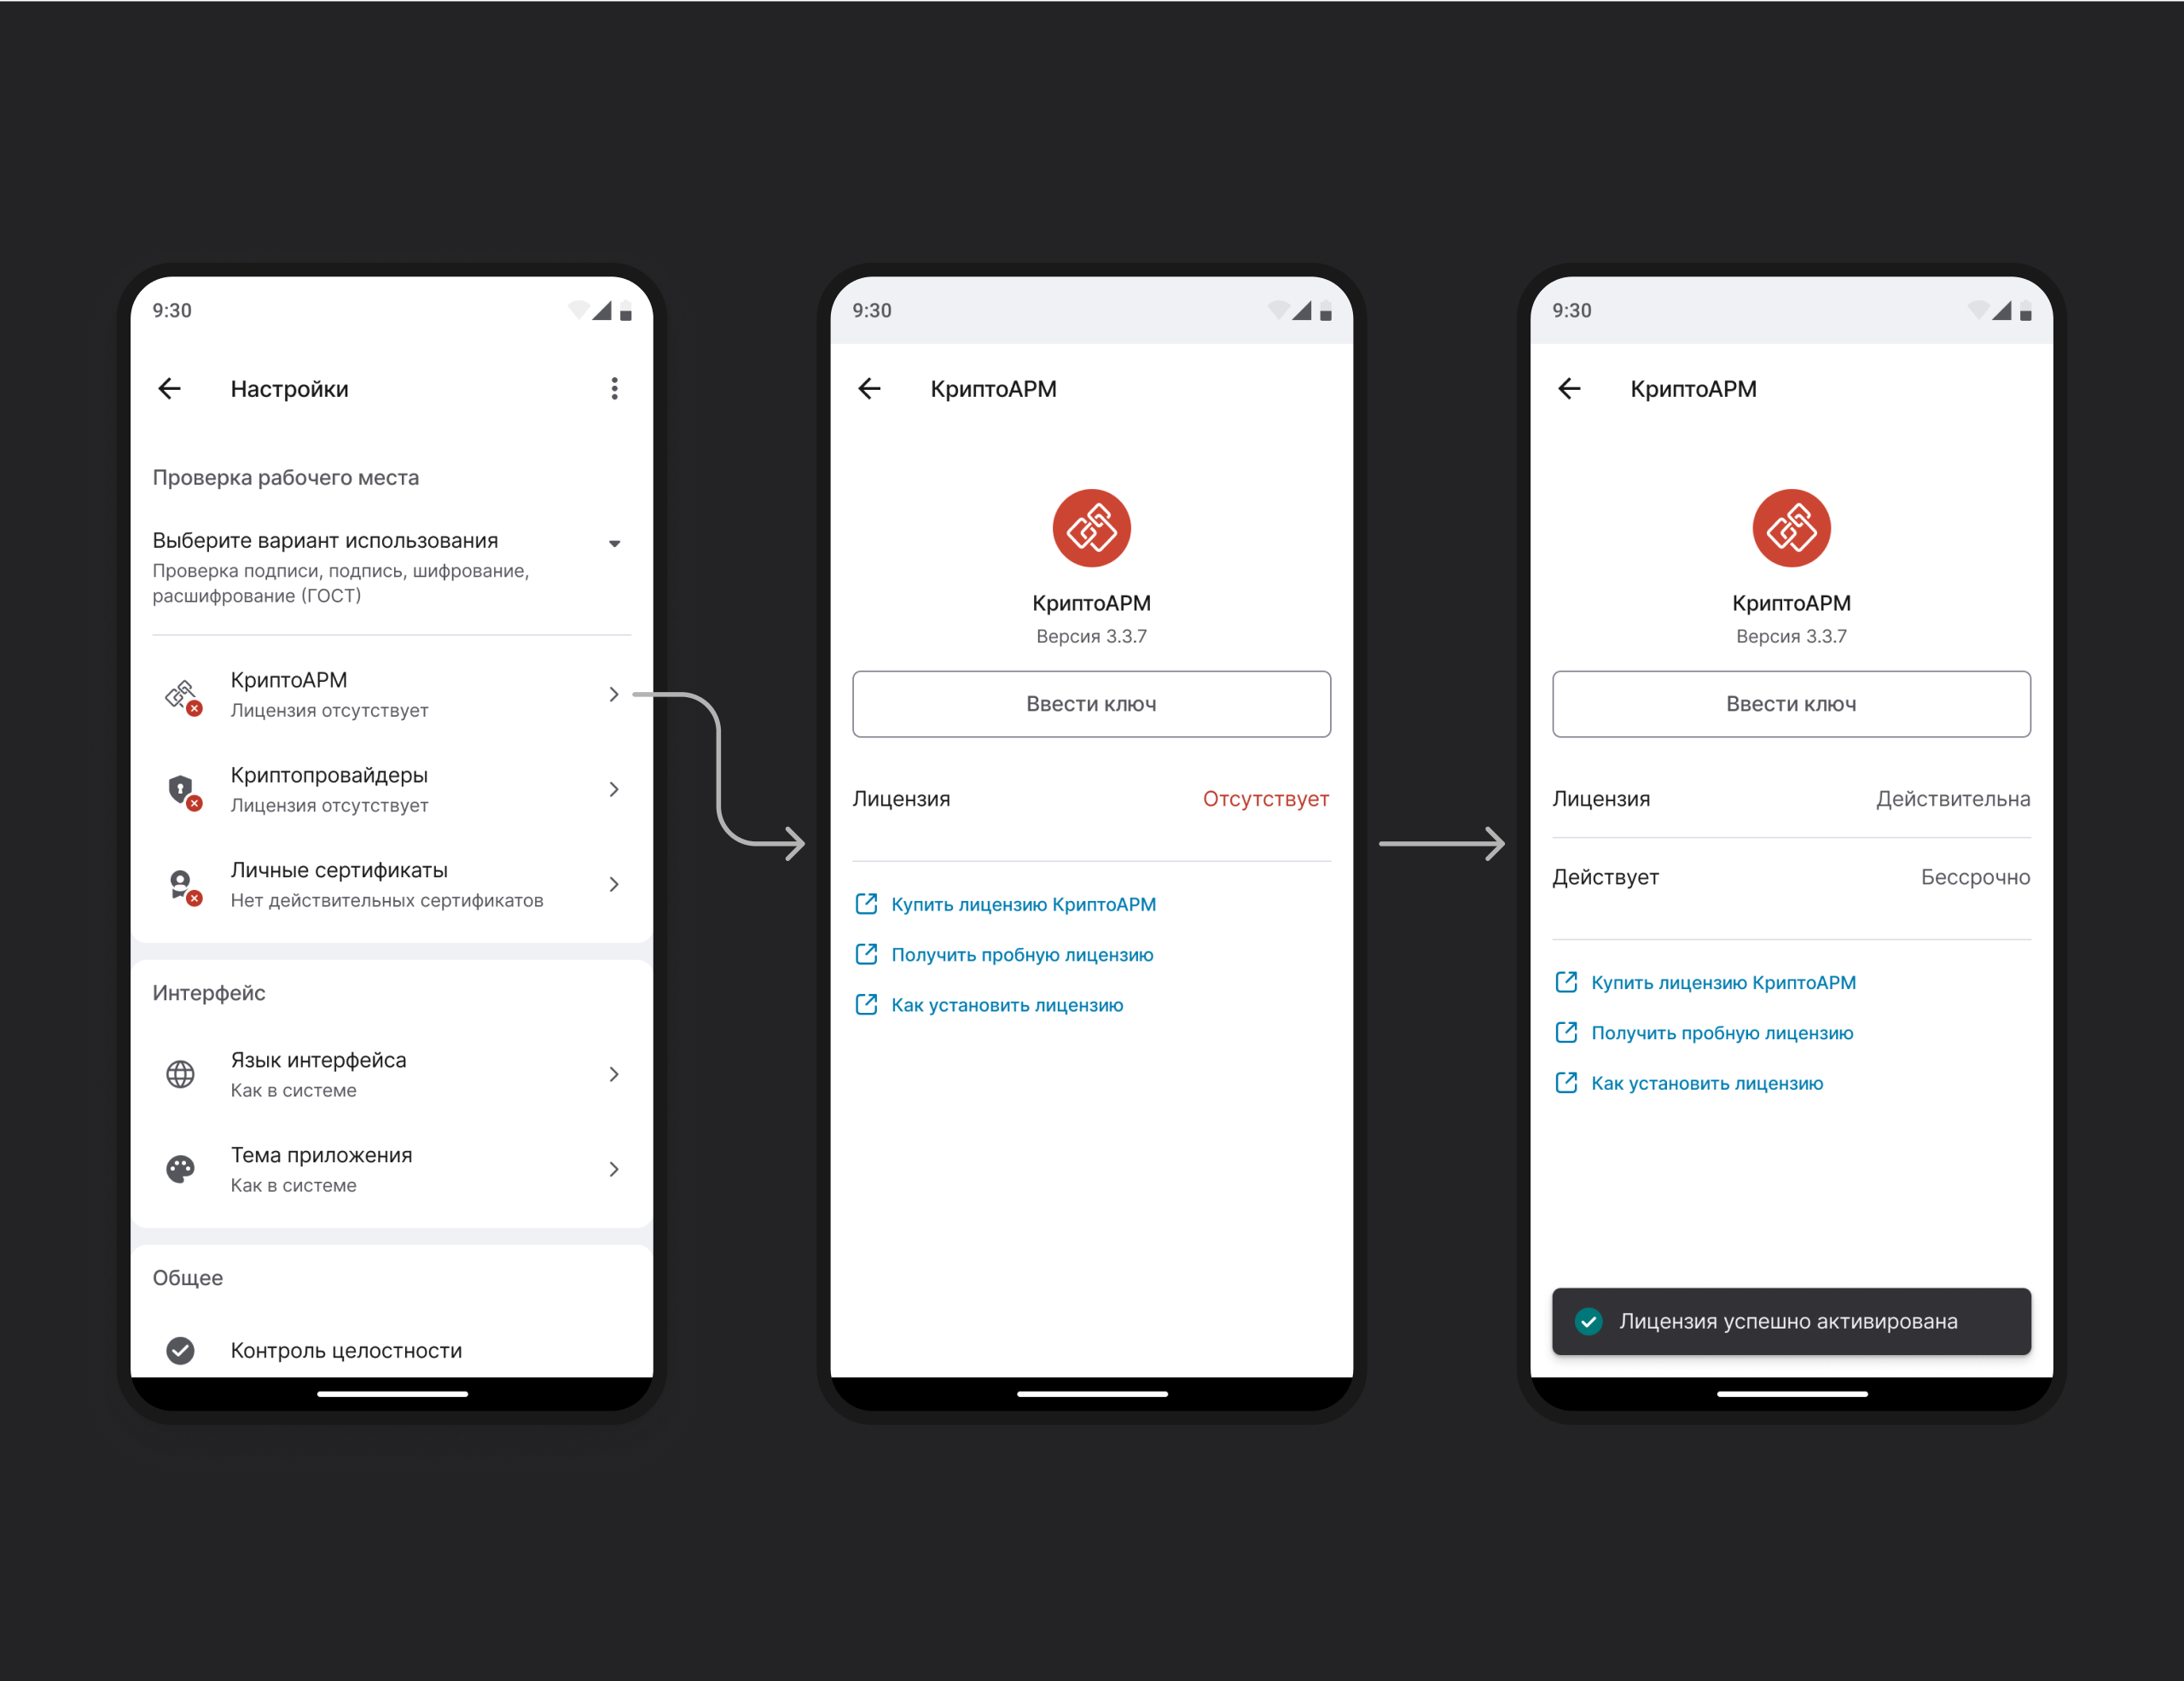 9:30
Настройки
Проверка рабочего места
Выберите вариант использования
Проверка подписи, подпись, шифрование,
расшифрование (ГОСТ)
КриптоАРМ
Лицензия отсутствует
Криптопровайдеры
Лицензия отсутствует
Личные сертификаты
Нет действительных сертификатов
Интерфейс
Язык интерфейса
Как в системе
Тема приложения
Как в системе
Общее
Контроль целостности
9:30
КриптоАРМ
КриптоАРМ
Версия 3.3.7
Ввести ключ
Лицензия Отсутствует
Купить лицензию КриптоАРМ
Получить пробную лицензию
Как установить лицензию
9:30
КриптоАРМ
КриптоАРМ
Версия 3.3.7
Ввести ключ
Лицензия Действительна
Действует Бессрочно
Купить лицензию КриптоАРМ
Получить пробную лицензию
Как установить лицензию
Лицензия успешно активирована